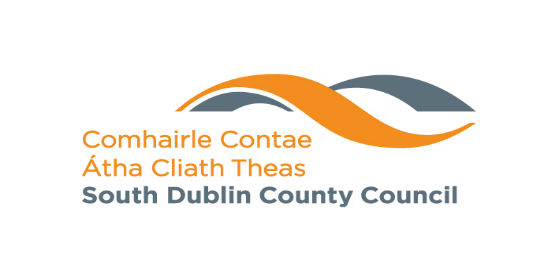 Comhairle Contae
Átha Cliath Theas
South Dublin County Council